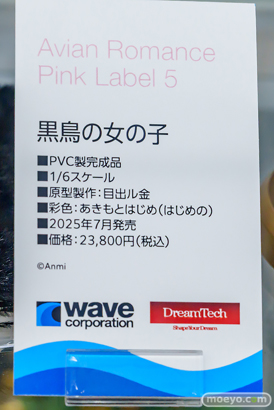 Avian Romance
Pink Label 5
黒鳥の女の子
■PVC製完成品
■1/6スケール
■原型製作：目出ル金
■彩色：あきもとはじめ(はじめの)
■2025年7月発売
■価格：23,800円(税込)
©Anmi
wave
corporation
DreamTech
ShapeYourDream
moeyo.com